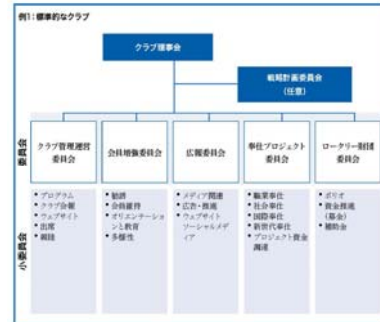 例1：標準的なクラブ
クラブ理事会
戦略計画委員会
（任意）
委員会
クラブ管理運営
委員会
会員増強委員会
広報委員会
奉仕プロジェクト
委員会
ロータリー財団
委員会
小委員会
• プログラム
• クラブ会報
• ウェブサイト
• 出席
• 親睦
• 勧誘
• 会員維持
• オリエンテーション
と教育
• 多様性
• メディア関連
• 広告・推進
• ウェブサイト
ソーシャルメデ
ィア
• 職業奉仕
• 社会奉仕
• 国際奉仕
• 新世代奉仕
• プロジェクト資金
調達
• ポリオ
• 資金推進
（基金）
• 補助金